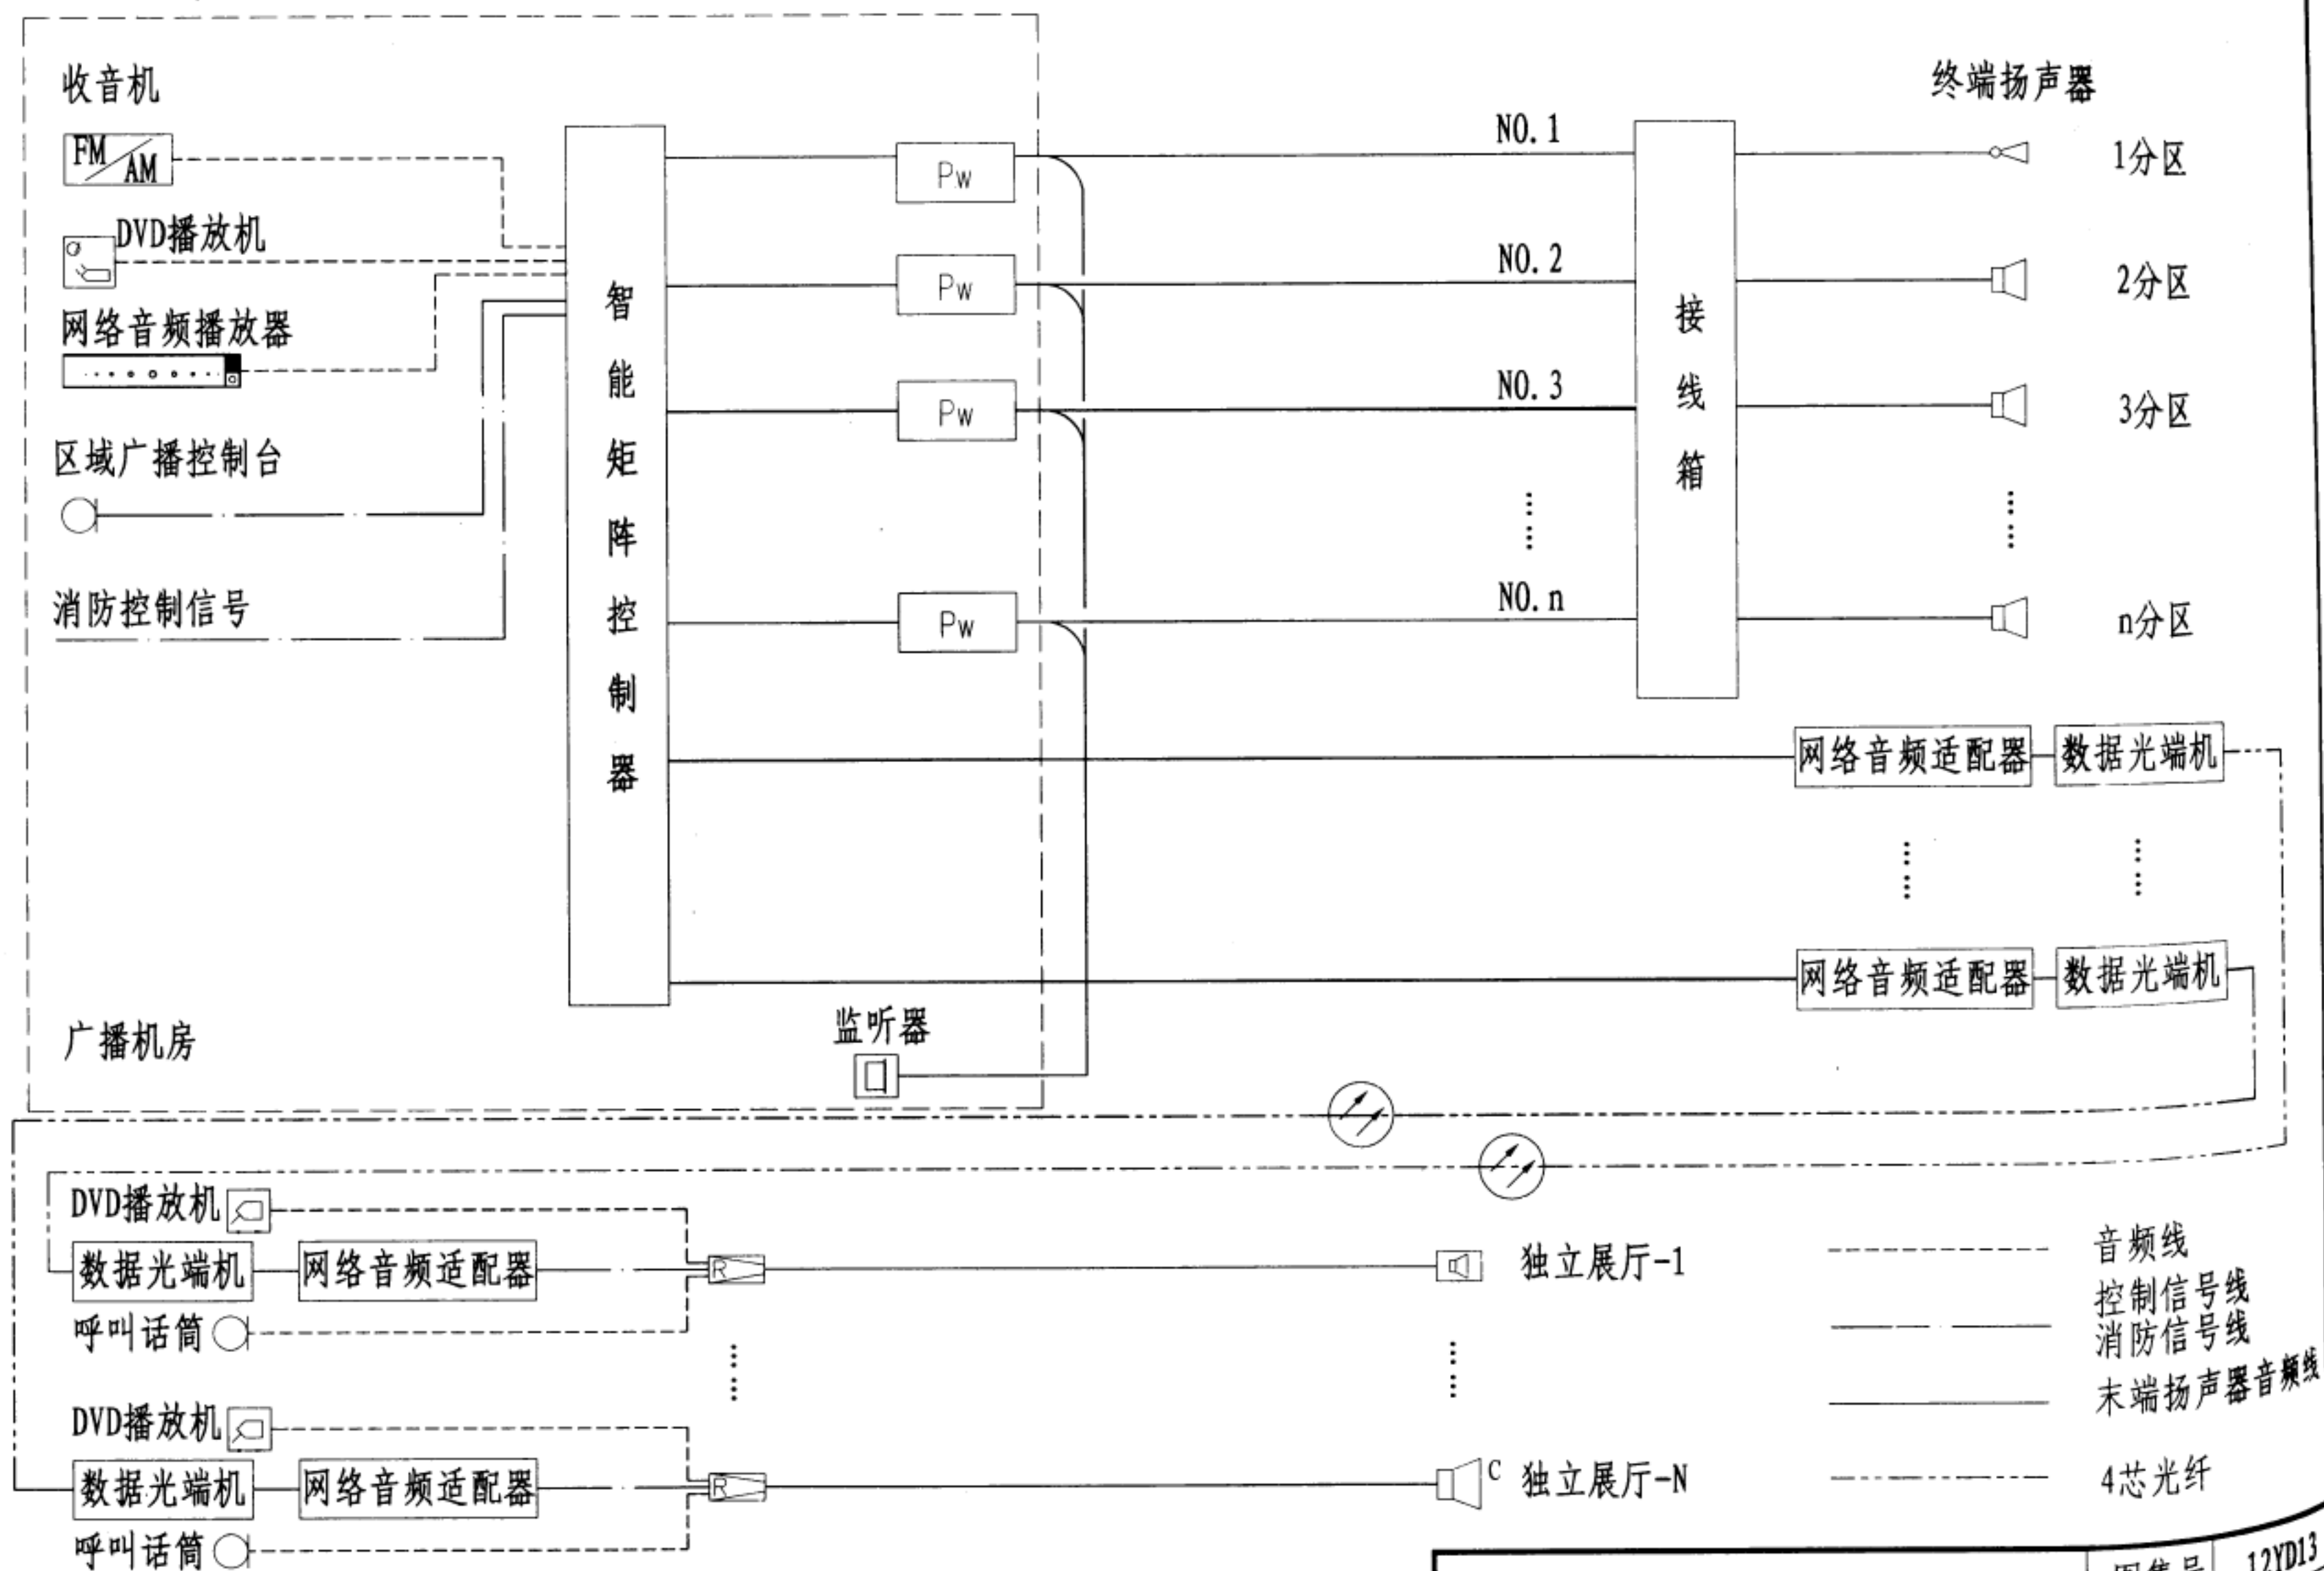 收音机
FM/AM
DVD播放机
网络音频播放器
区域广播控制台
消防控制信号
广播机房
智能矩阵控制器
Pw
Pw
Pw
Pw
监听器
NO.1
NO.2
NO.3
NO.n
接线箱
终端扬声器
1分区
2分区
3分区
n分区
网络音频适配器
数据光端机
网络音频适配器
数据光端机
DVD播放机
数据光端机
网络音频适配器
呼叫话筒
R
独立展厅-1
DVD播放机
数据光端机
网络音频适配器
呼叫话筒
R
C
独立展厅-N
音频线
控制信号线
消防信号线
末端扬声器音频线
4芯光纤
图集号
12YD13